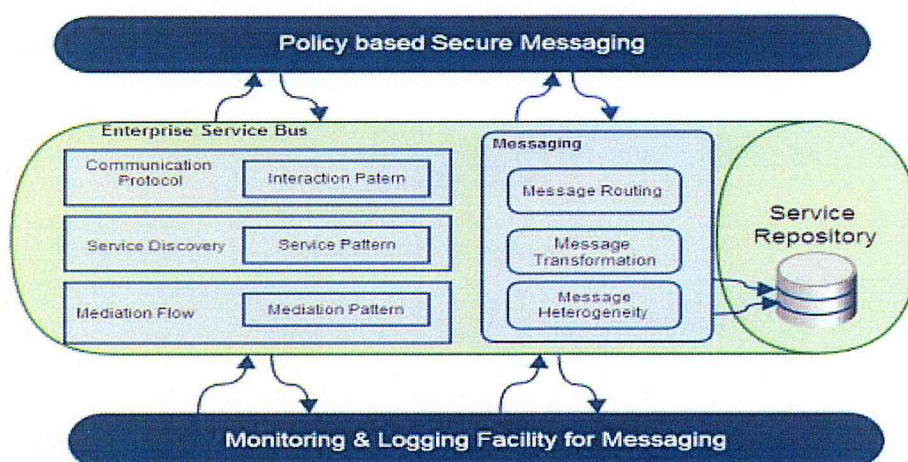 Policy based Secure Messaging
Enterprise Service Bus
Communication
Protocol
Interaction Patern
Service Discovery
Service Pattern
Mediation Flow
Mediation Pattern
Messaging
Message Routing
Message
Transformation
Message
Heterogeneity
Service
Repository
Monitoring & Logging Facility for Messaging